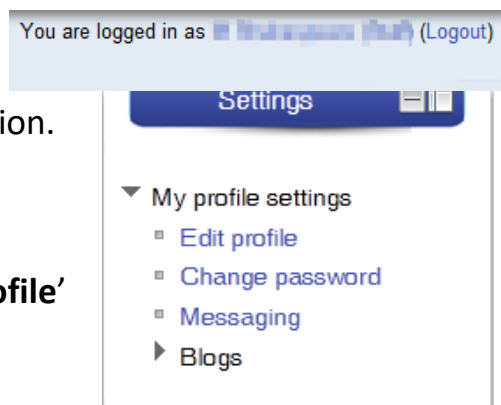 You are logged in as (Logout)
Settings
ion.
My profile settings
Edit profile
Change password
ofile’
Messaging
Blogs